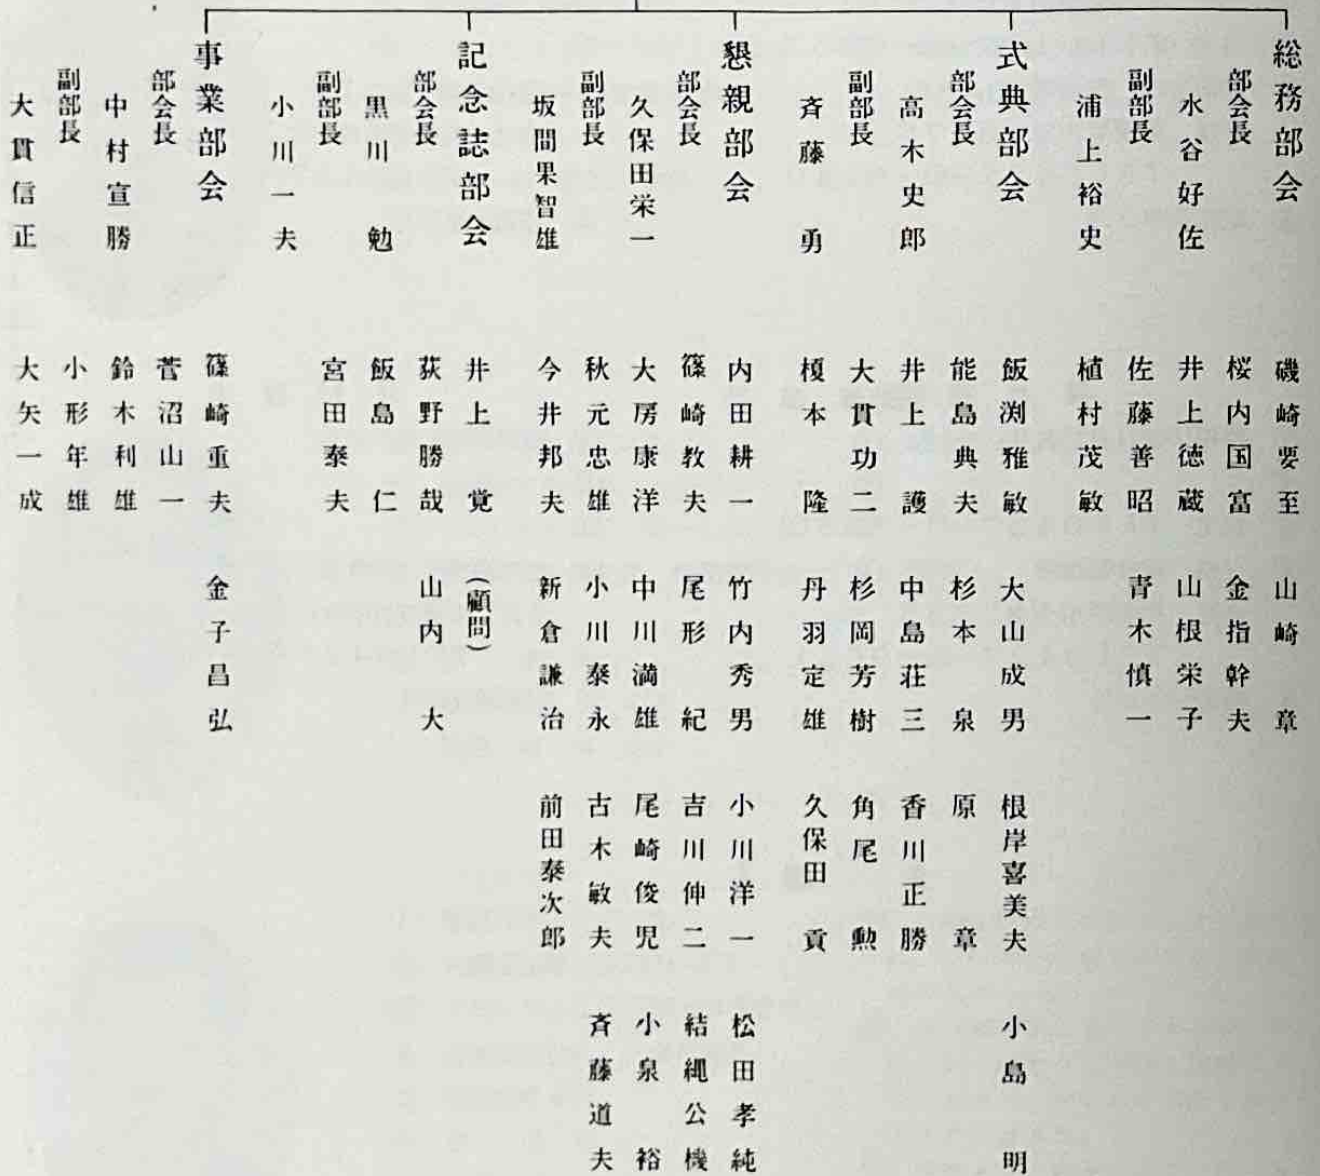 総務部会
部会長
水谷好佐
副部長
浦上裕史
磯崎要至 山崎 章
桜内国富 金指幹夫
井上徳蔵 山根栄子
佐藤善昭 青木慎一
植村茂敏
式典部会
部会長
高木史郎
副部長
斉藤 勇
飯渕雅敏 大山成男 根岸喜美夫 小島 明
能島典夫 杉本 泉 原 章
井上 護 中島荘三 香川正勝
大貫功二 杉岡芳樹 角尾 勲
榎本 隆 丹羽定雄 久保田 貢
懇親部会
部会長
久保田栄一
副部長
坂間果智雄
内田耕一 竹内秀男 小川洋一 松田孝純
篠崎教夫 尾形 紀 吉川伸二 結縄公機
大房康洋 中川満雄 尾崎俊児 小泉 裕
秋元忠雄 小川泰永 古木敏夫 斉藤道夫
今井邦夫 新倉謙治 前田泰次郎
記念誌部会
部会長
黒川 勉
副部長
小川一夫
井上 覚 (顧問)
荻野勝哉 山内 大
飯島 仁
宮田泰夫
事業部会
部会長
中村宣勝
副部長
大貫信正
篠崎重夫 金子昌弘
菅沼山一
鈴木利雄
小形年雄
大矢一成